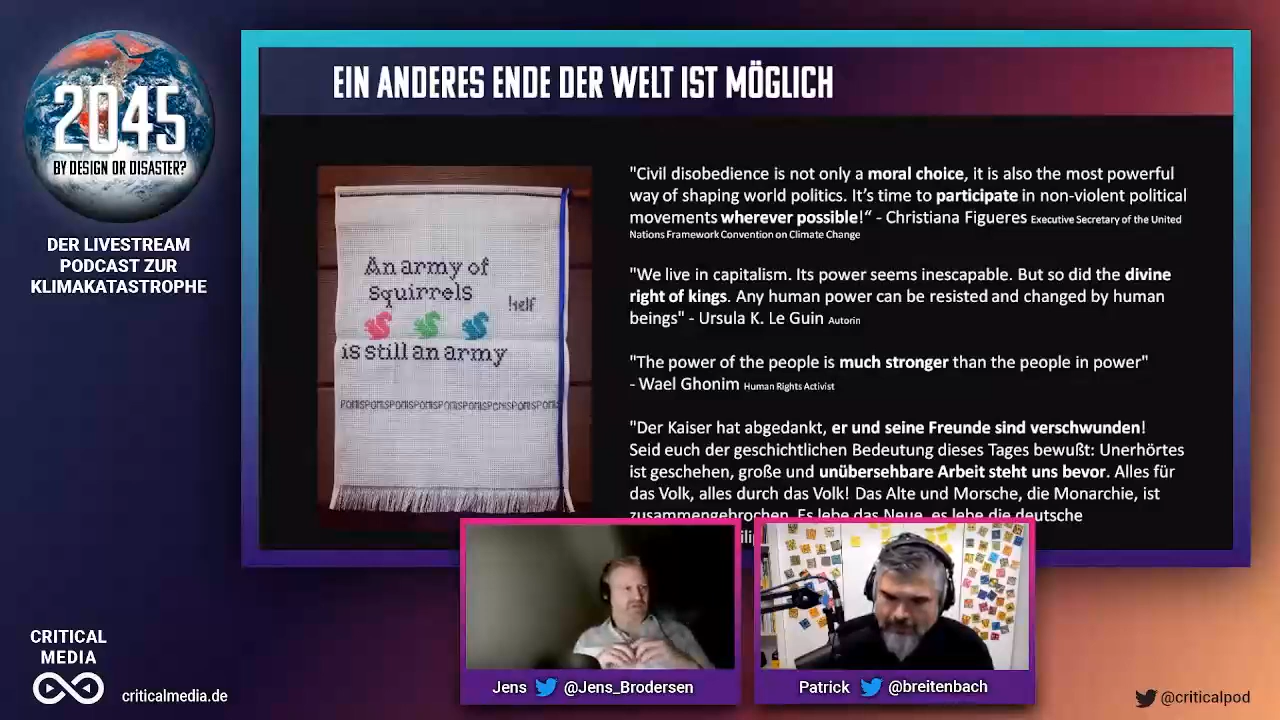 2045
BY DESIGN OR DISASTER?
DER LIVESTREAM
PODCAST ZUR
KLIMAKATASTROPHE
EIN ANDERES ENDE DER WELT IST MÖGLICH
An army of
squirrels
is still an army
"Civil disobedience is not only a moral choice, it is also the most powerful
way of shaping world politics. It's time to participate in non-violent political
movements wherever possible!“ - Christiana Figueres Executive Secretary of the United
Nations Framework Convention on Climate Change
"We live in capitalism. Its power seems inescapable. But so did the divine
right of kings. Any human power can be resisted and changed by human
beings" - Ursula K. Le Guin Autorin
"The power of the people is much stronger than the people in power"
- Wael Ghonim Human Rights Activist
"Der Kaiser hat abgedankt, er und seine Freunde sind verschwunden!
Seid euch der geschichtlichen Bedeutung dieses Tages bewußt: Unerhörtes
ist geschehen, große und unübersehbare Arbeit steht uns bevor. Alles für
das Volk, alles durch das Volk! Das Alte und Morsche, die Monarchie, ist
zusammengebrochen. Es lebe das Neue, es lebe die deutsche
Jens @Jens_Brodersen
Patrick @breitenbach
CRITICAL
MEDIA
criticalmedia.de
@criticalpod